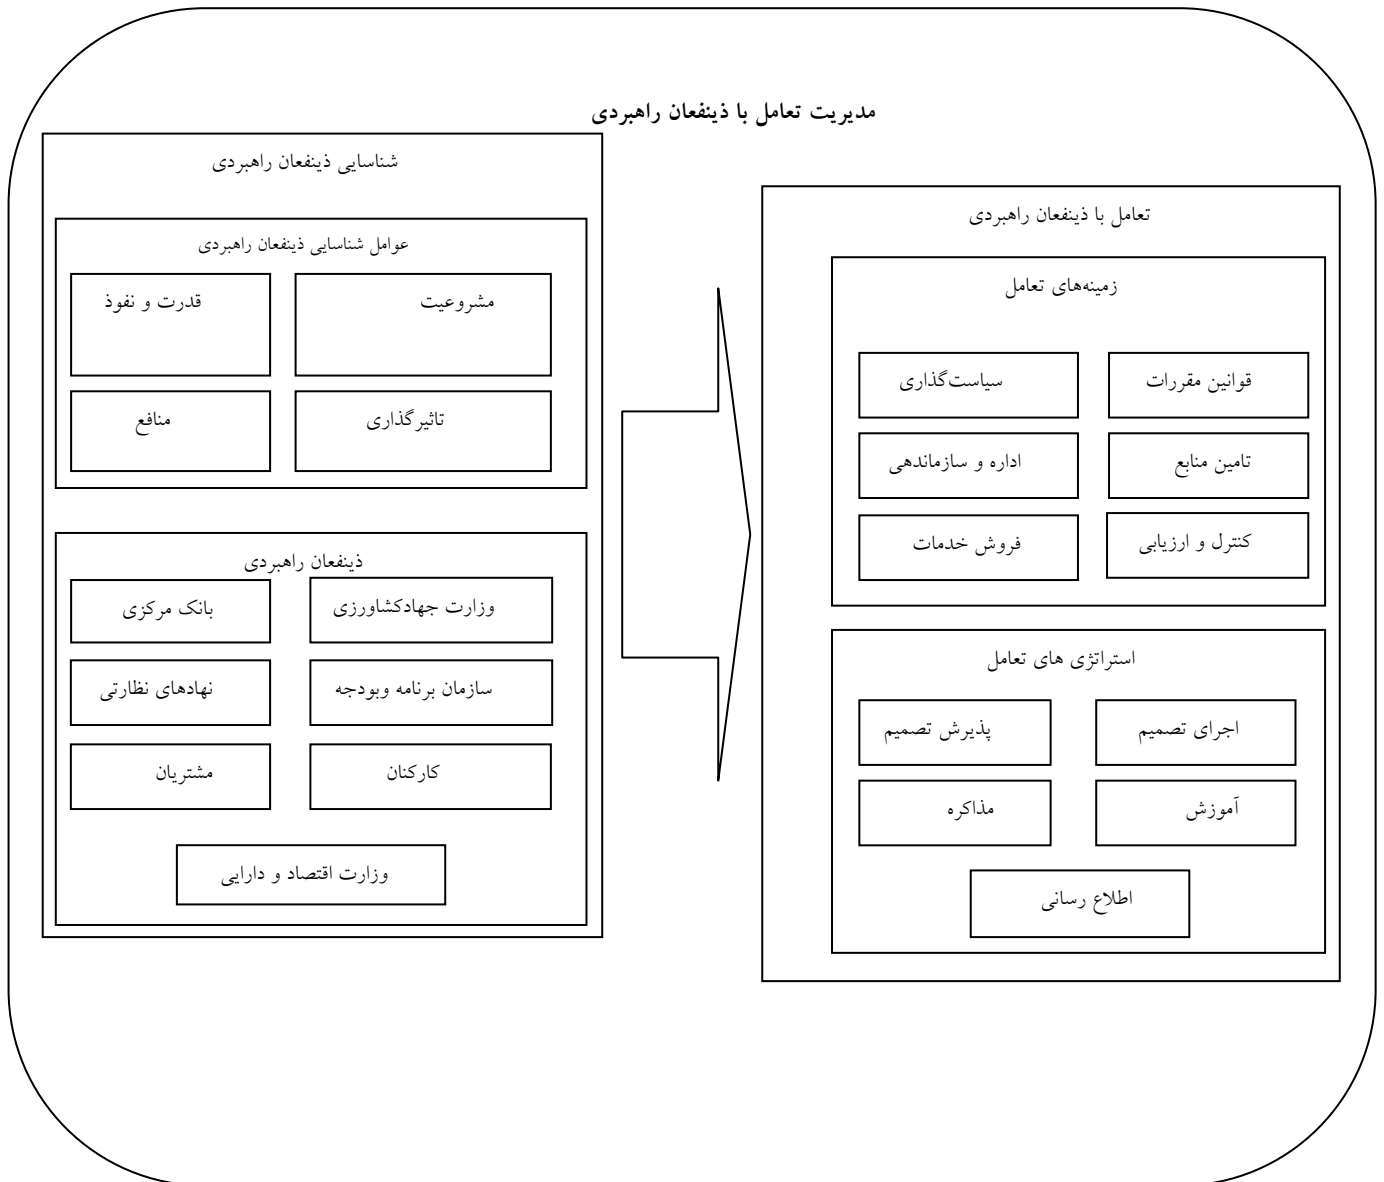 مدیریت تعامل با ذینفعان راهبردی
شناسایی ذینفعان راهبردی
عوامل شناسایی ذینفعان راهبردی
مشروعیت
قدرت و نفوذ
تاثیرگذاری
منافع
ذینفعان راهبردی
وزارت جهادکشاورزی
بانک مرکزی
سازمان برنامه وبودجه
نهادهای نظارتی
کارکنان
مشتریان
وزارت اقتصاد و دارایی
تعامل با ذینفعان راهبردی
زمینه‌های تعامل
قوانین مقررات
سیاست‌گذاری
تامین منابع
اداره و سازماندهی
کنترل و ارزیابی
فروش خدمات
استراتژی های تعامل
اجرای تصمیم
پذیرش تصمیم
آموزش
مذاکره
اطلاع رسانی